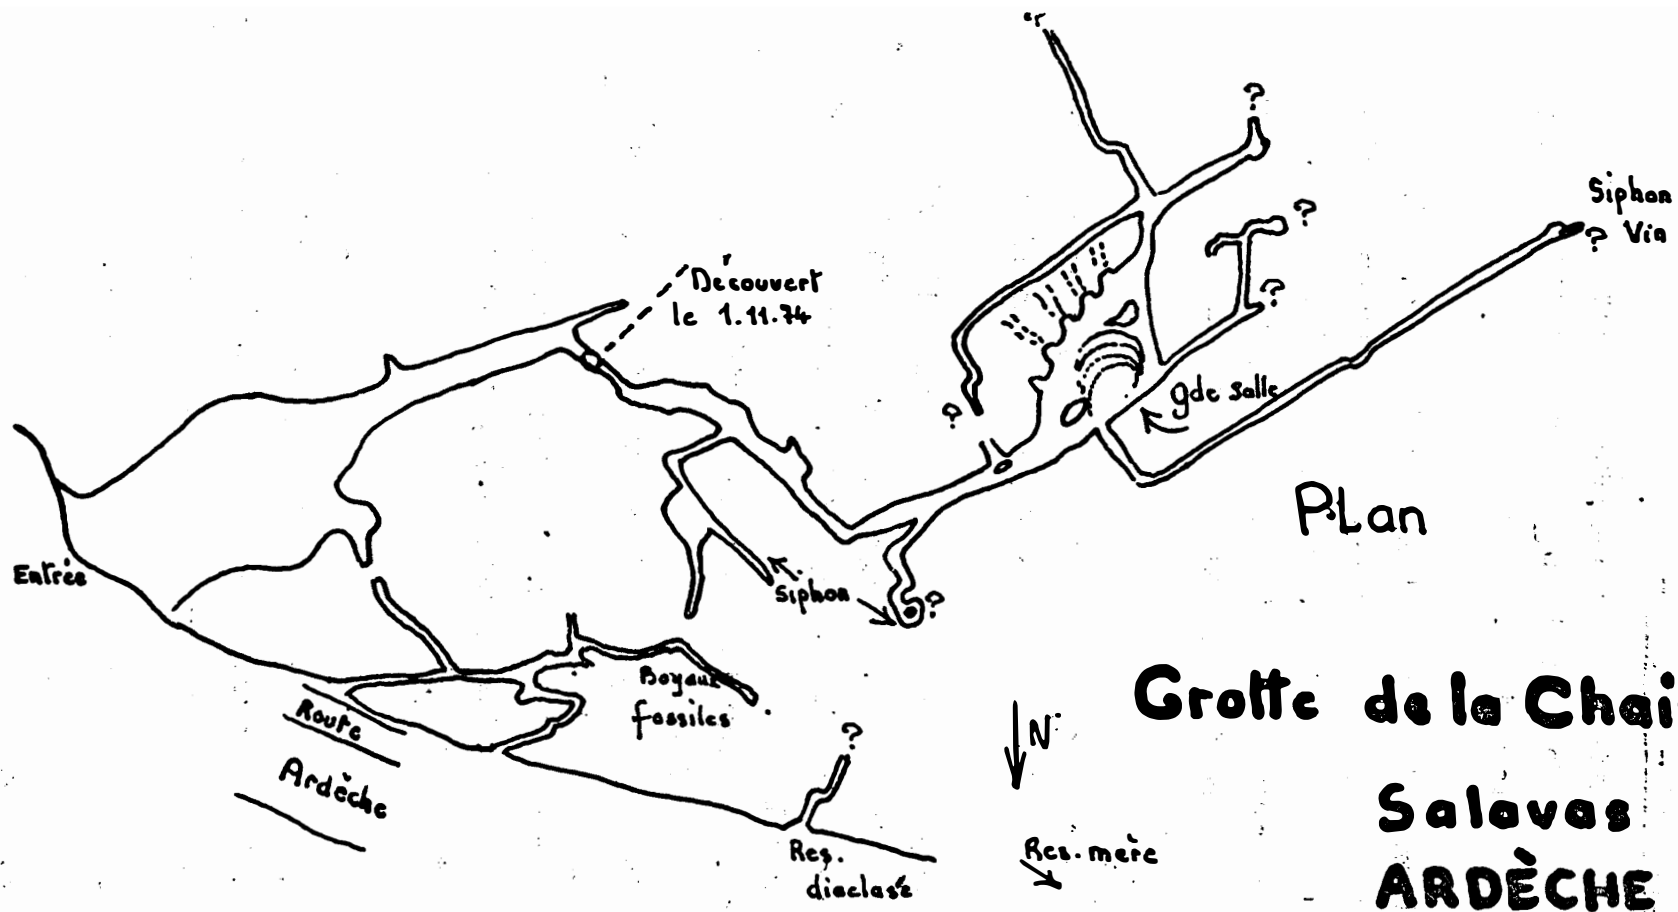 ?
Siphon
? Via
?
?
Découvert
le 1.11.74
gde salle
?
PLan
Entrée
Siphon
?
Boyaux
fossiles
Route
N
Grotte de la Chai
Ardèche
?
Salavas
Res.
diaclase
Res. mère
ARDÈCHE